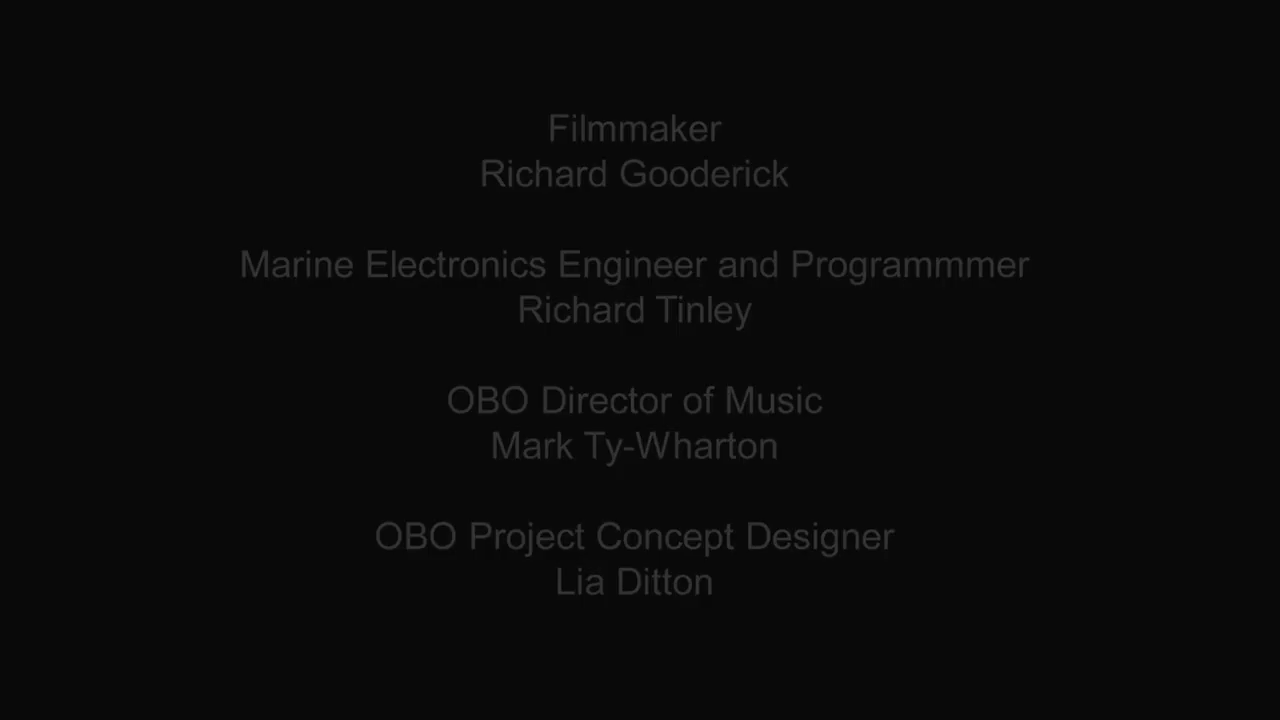 Filmmaker
Richard Gooderick
Marine Electronics Engineer and Programmmer
Richard Tinley
OBO Director of Music
Mark Ty-Wharton
OBO Project Concept Designer
Lia Ditton